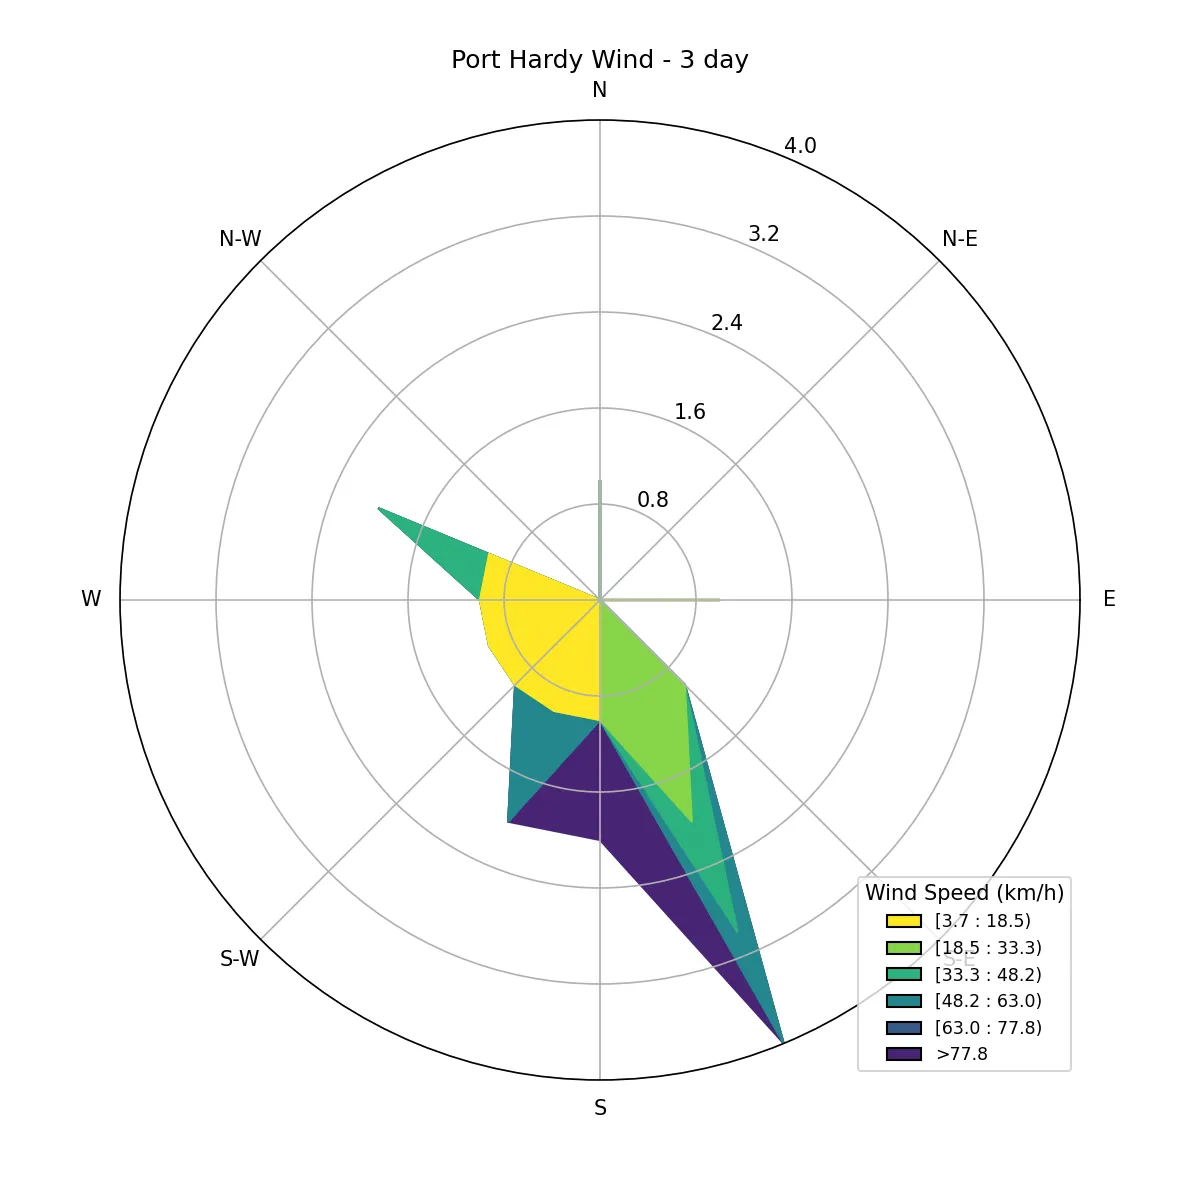 Port Hardy Wind - 3 day
N
4.0
3.2
N-W
N-E
2.4
1.6
0.8
W
E
S-W
S-E
S
Wind Speed (km/h)
[3.7 : 18.5)
[18.5 : 33.3)
[33.3 : 48.2)
[48.2 : 63.0)
[63.0 : 77.8)
>77.8